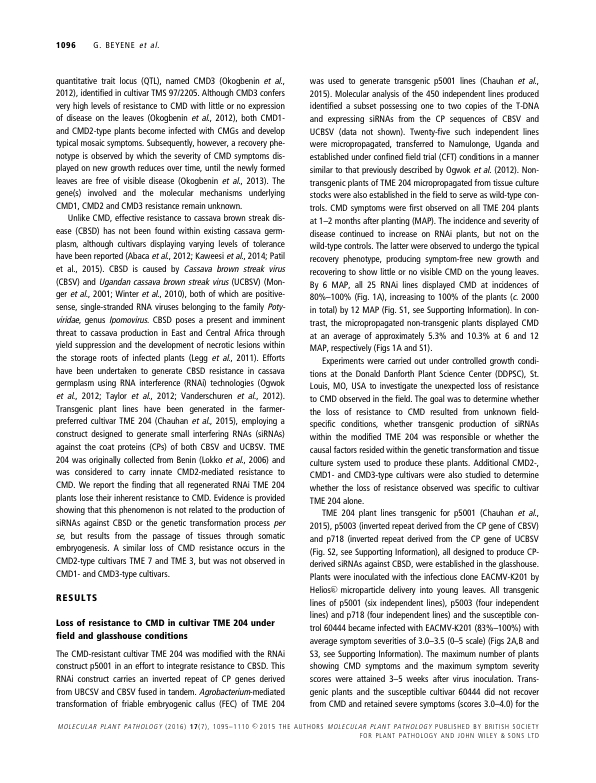 1096 G. BEYENE et al.
quantitative trait locus (QTL), named CMD3 (Okogbenin et al.,
2012), identified in cultivar TMS 97/2205. Although CMD3 confers
very high levels of resistance to CMD with little or no expression
of disease on the leaves (Okogbenin et al., 2012), both CMD1-
and CMD2-type plants become infected with CMGs and develop
typical mosaic symptoms. Subsequently, however, a recovery phe-
notype is observed by which the severity of CMD symptoms dis-
played on new growth reduces over time, until the newly formed
leaves are free of visible disease (Okogbenin et al., 2013). The
gene(s) involved and the molecular mechanisms underlying
CMD1, CMD2 and CMD3 resistance remain unknown.
Unlike CMD, effective resistance to cassava brown streak dis-
ease (CBSD) has not been found within existing cassava germ-
plasm, although cultivars displaying varying levels of tolerance
have been reported (Abaca et al., 2012; Kaweesi et al., 2014; Patil
et al., 2015). CBSD is caused by Cassava brown streak virus
(CBSV) and Ugandan cassava brown streak virus (UCBSV) (Mon-
ger et al., 2001; Winter et al., 2010), both of which are positive-
sense, single-stranded RNA viruses belonging to the family Poty-
viridae, genus Ipomovirus. CBSD poses a present and imminent
threat to cassava production in East and Central Africa through
yield suppression and the development of necrotic lesions within
the storage roots of infected plants (Legg et al., 2011). Efforts
have been undertaken to generate CBSD resistance in cassava
germplasm using RNA interference (RNAi) technologies (Ogwok
et al., 2012; Taylor et al., 2012; Vanderschuren et al., 2012).
Transgenic plant lines have been generated in the farmer-
preferred cultivar TME 204 (Chauhan et al., 2015), employing a
construct designed to generate small interfering RNAs (siRNAs)
against the coat proteins (CPs) of both CBSV and UCBSV. TME
204 was originally collected from Benin (Lokko et al., 2006) and
was considered to carry innate CMD2-mediated resistance to
CMD. We report the finding that all regenerated RNAi TME 204
plants lose their inherent resistance to CMD. Evidence is provided
showing that this phenomenon is not related to the production of
siRNAs against CBSD or the genetic transformation process per
se, but results from the passage of tissues through somatic
embryogenesis. A similar loss of CMD resistance occurs in the
CMD2-type cultivars TME 7 and TME 3, but was not observed in
CMD1- and CMD3-type cultivars.
RESULTS
Loss of resistance to CMD in cultivar TME 204 under
field and glasshouse conditions
The CMD-resistant cultivar TME 204 was modified with the RNAi
construct p5001 in an effort to integrate resistance to CBSD. This
RNAi construct carries an inverted repeat of CP genes derived
from UBCSV and CBSV fused in tandem. Agrobacterium-mediated
transformation of friable embryogenic callus (FEC) of TME 204
was used to generate transgenic p5001 lines (Chauhan et al.,
2015). Molecular analysis of the 450 independent lines produced
identified a subset possessing one to two copies of the T-DNA
and expressing siRNAs from the CP sequences of CBSV and
UCBSV (data not shown). Twenty-five such independent lines
were micropropagated, transferred to Namulonge, Uganda and
established under confined field trial (CFT) conditions in a manner
similar to that previously described by Ogwok et al. (2012). Non-
transgenic plants of TME 204 micropropagated from tissue culture
stocks were also established in the field to serve as wild-type con-
trols. CMD symptoms were first observed on all TME 204 plants
at 1–2 months after planting (MAP). The incidence and severity of
disease continued to increase on RNAi plants, but not on the
wild-type controls. The latter were observed to undergo the typical
recovery phenotype, producing symptom-free new growth and
recovering to show little or no visible CMD on the young leaves.
By 6 MAP, all 25 RNAi lines displayed CMD at incidences of
80%–100% (Fig. 1A), increasing to 100% of the plants (c. 2000
in total) by 12 MAP (Fig. S1, see Supporting Information). In con-
trast, the micropropagated non-transgenic plants displayed CMD
at an average of approximately 5.3% and 10.3% at 6 and 12
MAP, respectively (Figs 1A and S1).
Experiments were carried out under controlled growth condi-
tions at the Donald Danforth Plant Science Center (DDPSC), St.
Louis, MO, USA to investigate the unexpected loss of resistance
to CMD observed in the field. The goal was to determine whether
the loss of resistance to CMD resulted from unknown field-
specific conditions, whether transgenic production of siRNAs
within the modified TME 204 was responsible or whether the
causal factors resided within the genetic transformation and tissue
culture system used to produce these plants. Additional CMD2-,
CMD1- and CMD3-type cultivars were also studied to determine
whether the loss of resistance observed was specific to cultivar
TME 204 alone.
TME 204 plant lines transgenic for p5001 (Chauhan et al.,
2015), p5003 (inverted repeat derived from the CP gene of CBSV)
and p718 (inverted repeat derived from the CP gene of UCBSV
(Fig. S2, see Supporting Information), all designed to produce CP-
derived siRNAs against CBSD, were established in the glasshouse.
Plants were inoculated with the infectious clone EACMV-K201 by
Helios® microparticle delivery into young leaves. All transgenic
lines of p5001 (six independent lines), p5003 (four independent
lines) and p718 (four independent lines) and the susceptible con-
trol 60444 became infected with EACMV-K201 (83%–100%) with
average symptom severities of 3.0–3.5 (0–5 scale) (Figs 2A,B and
S3, see Supporting Information). The maximum number of plants
showing CMD symptoms and the maximum symptom severity
scores were attained 3–5 weeks after virus inoculation. Trans-
genic plants and the susceptible cultivar 60444 did not recover
from CMD and retained severe symptoms (scores 3.0–4.0) for the
MOLECULAR PLANT PATHOLOGY (2016) 17(7), 1095–1110 © 2015 THE AUTHORS MOLECULAR PLANT PATHOLOGY PUBLISHED BY BRITISH SOCIETY
FOR PLANT PATHOLOGY AND JOHN WILEY & SONS LTD